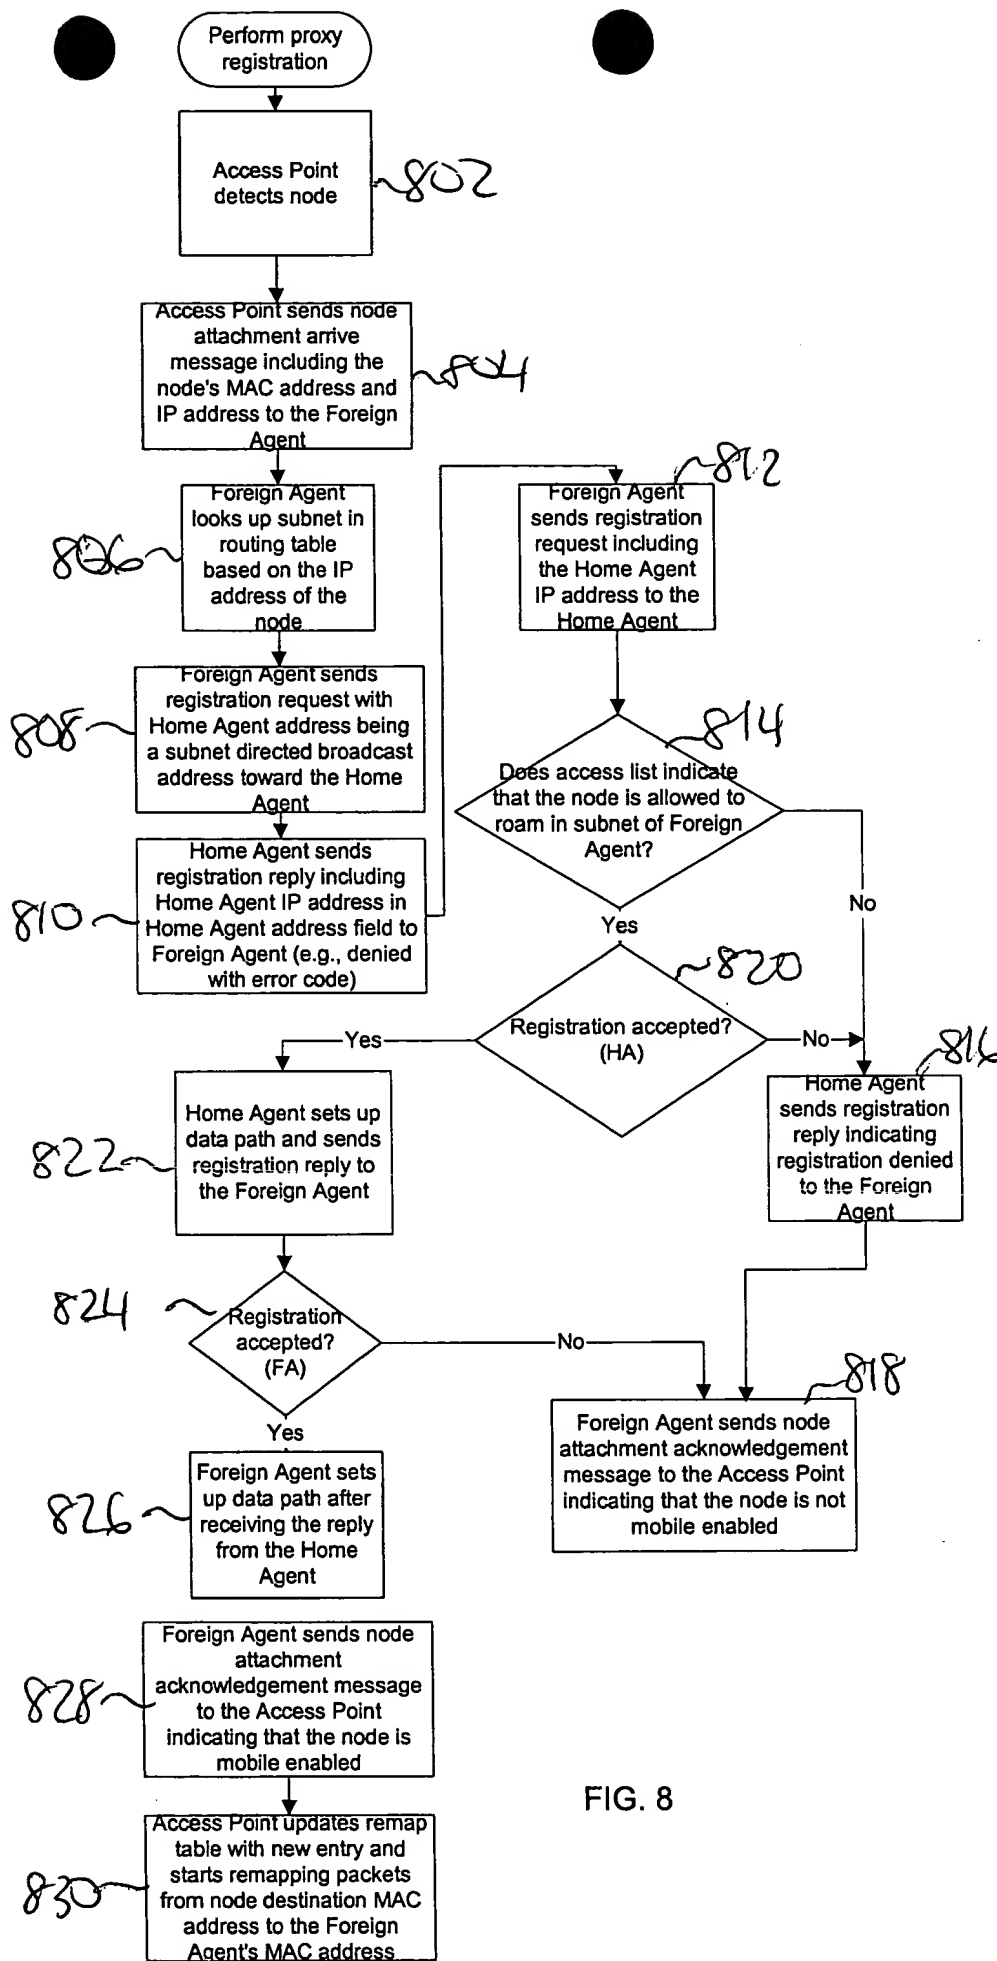 Perform proxy
registration
Access Point
detects node
802
Access Point sends node
attachment arrive
message including the
node's MAC address and
IP address to the Foreign
Agent
804
Foreign Agent
looks up subnet in
routing table
based on the IP
address of the
node
806
Foreign Agent sends
registration request with
Home Agent address being
a subnet directed broadcast
address toward the Home
Agent
808
Home Agent sends
registration reply including
Home Agent IP address in
Home Agent address field to
Foreign Agent (e.g., denied
with error code)
810
Foreign Agent
sends registration
request including
the Home Agent
IP address to the
Home Agent
812
Does access list indicate
that the node is allowed to
roam in subnet of Foreign
Agent?
814
No
Yes
Registration accepted?
(HA)
820
Yes
No
Home Agent
sends registration
reply indicating
registration denied
to the Foreign
Agent
816
Home Agent sets up
data path and sends
registration reply to
the Foreign Agent
822
Registration
accepted?
(FA)
824
No
Yes
Foreign Agent sends node
attachment acknowledgement
message to the Access Point
indicating that the node is not
mobile enabled
818
Foreign Agent sets
up data path after
receiving the reply
from the Home
Agent
826
Foreign Agent sends node
attachment
acknowledgement message
to the Access Point
indicating that the node is
mobile enabled
828
Access Point updates remap
table with new entry and
starts remapping packets
from node destination MAC
address to the Foreign
Agent's MAC address
830
FIG. 8